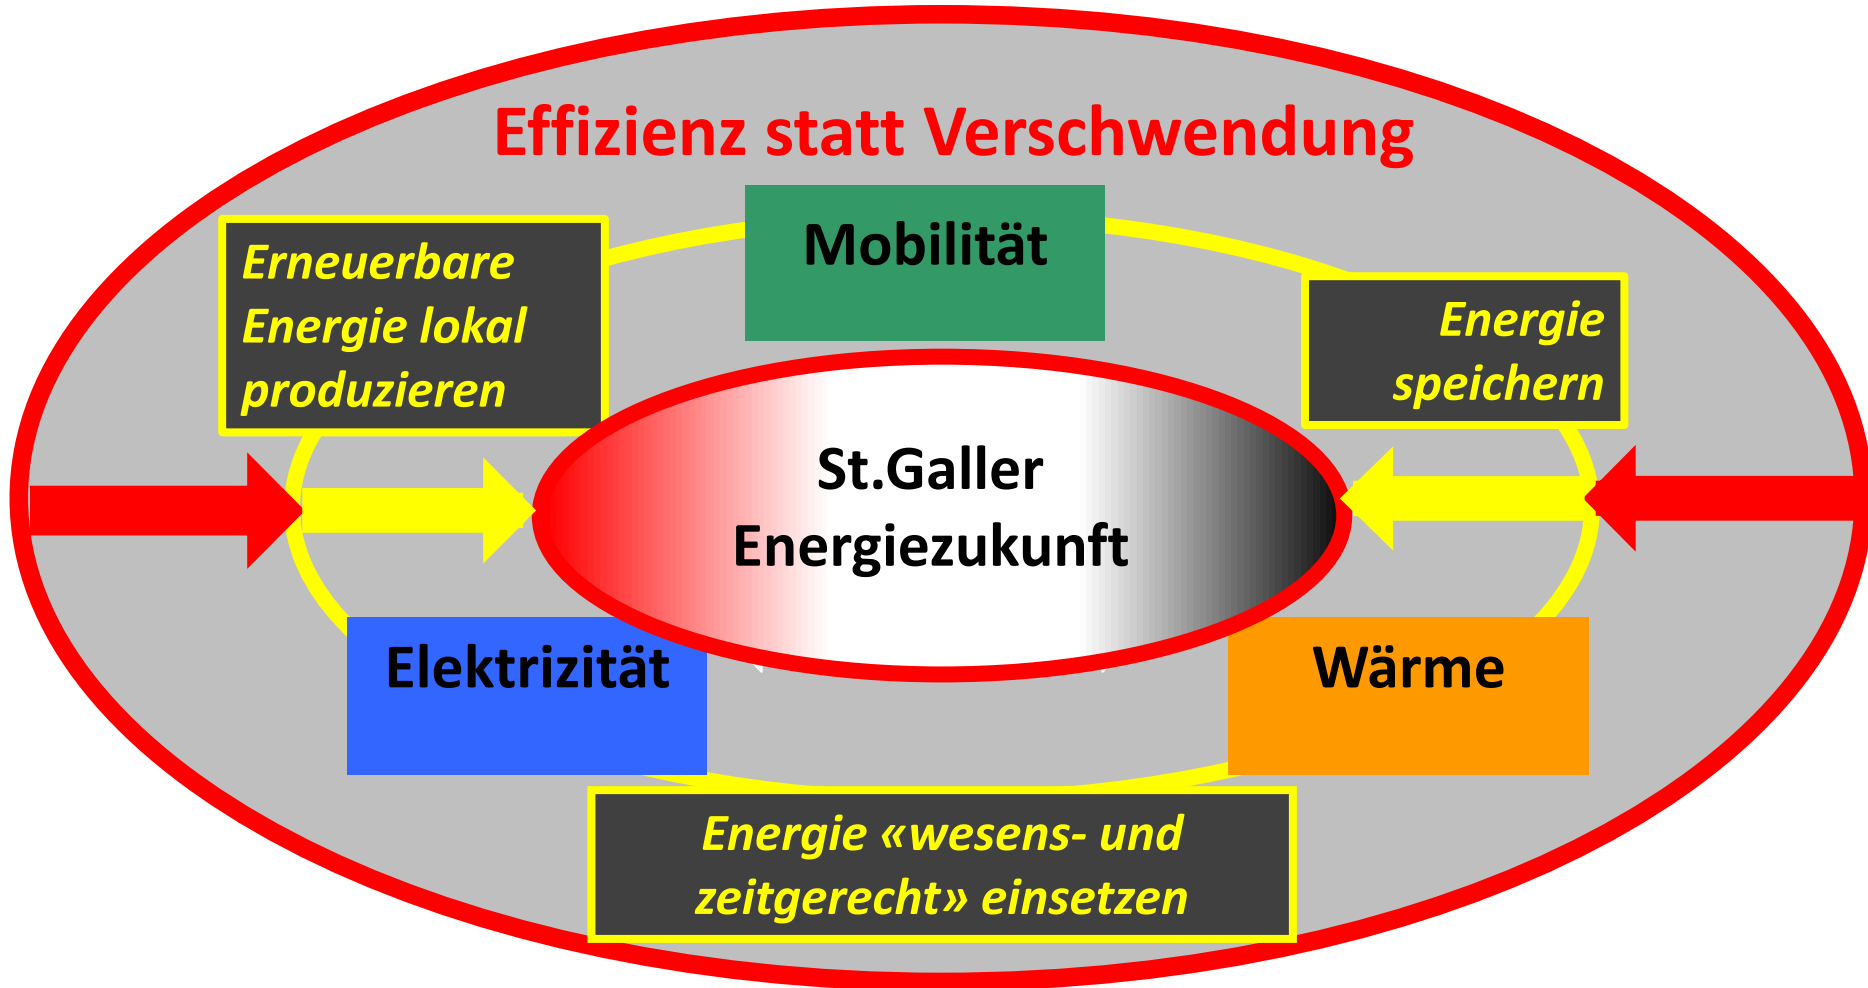 Effizienz statt Verschwendung
Mobilität
Erneuerbare
Energie lokal
produzieren
Energie
speichern
St.Galler
Energiezukunft
Elektrizität
Wärme
Energie «wesens- und
zeitgerecht» einsetzen